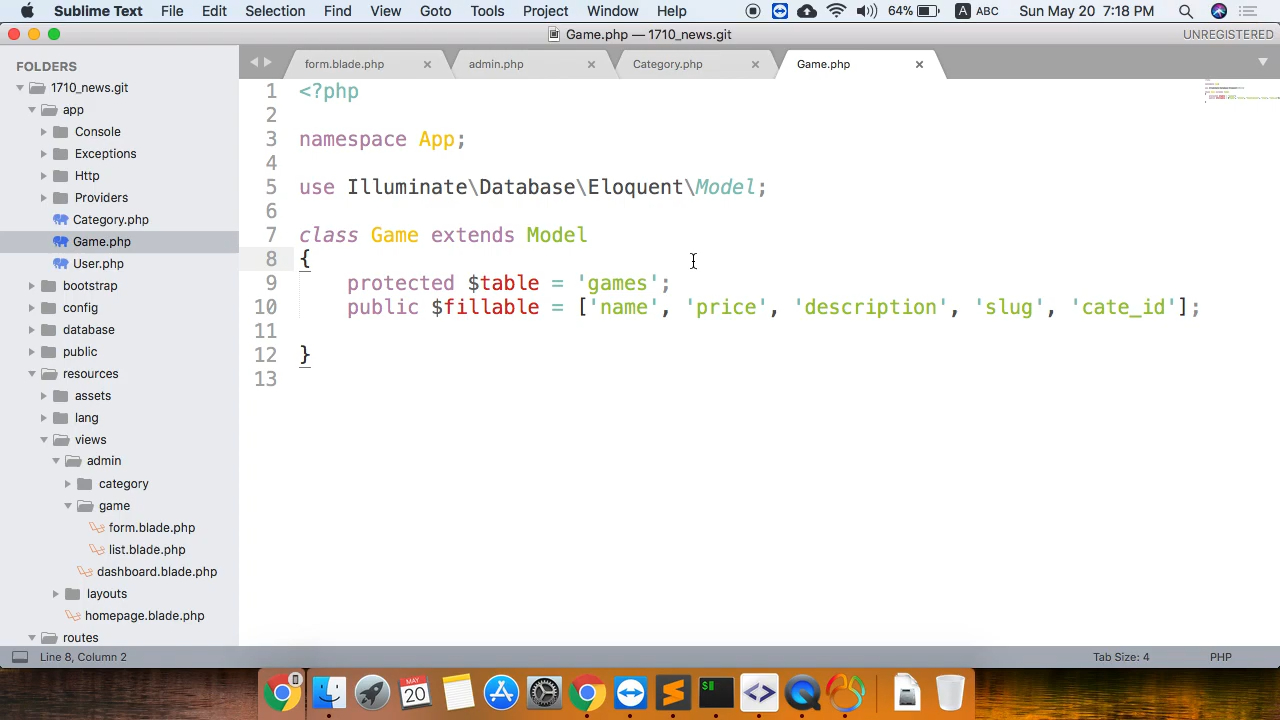 Sublime Text File Edit Selection Find View Goto Tools Project Window Help 64% A ABC Sun May 20 7:18 PM
Game.php — 1710_news.git UNREGISTERED
FOLDERS
1710_news.git
app
Console
Exceptions
Http
Providers
Category.php
Game.php
User.php
bootstrap
config
database
public
resources
assets
lang
views
admin
category
game
form.blade.php
list.blade.php
dashboard.blade.php
layouts
homepage.blade.php
routes
form.blade.php × admin.php × Category.php × Game.php ×
1 <?php
2
3 namespace App;
4
5 use Illuminate\Database\Eloquent\Model;
6
7 class Game extends Model
8 {
9 protected $table = 'games';
10 public $fillable = ['name', 'price', 'description', 'slug', 'cate_id'];
11
12 }
13
Line 8, Column 2 Tab Size: 4 PHP
MAY
20
$